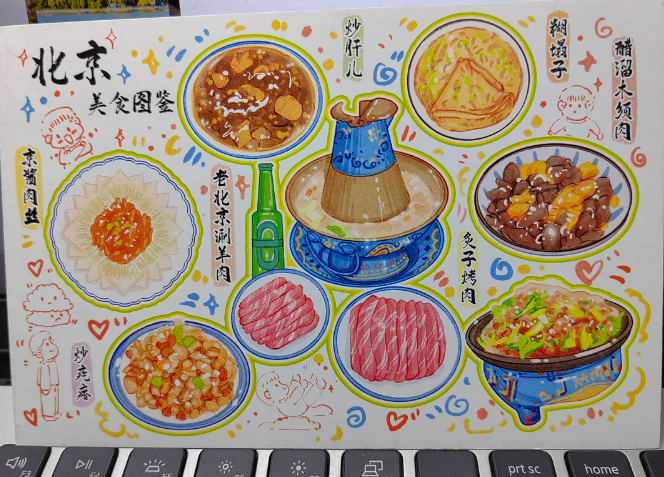 北京
美食图鉴
炒肝儿
糊塌子
醋溜木须肉
京酱肉丝
老北京涮羊肉
炙子烤肉
炒疙瘩
F3
F4
F5
F6
F7
F8
prt sc
home